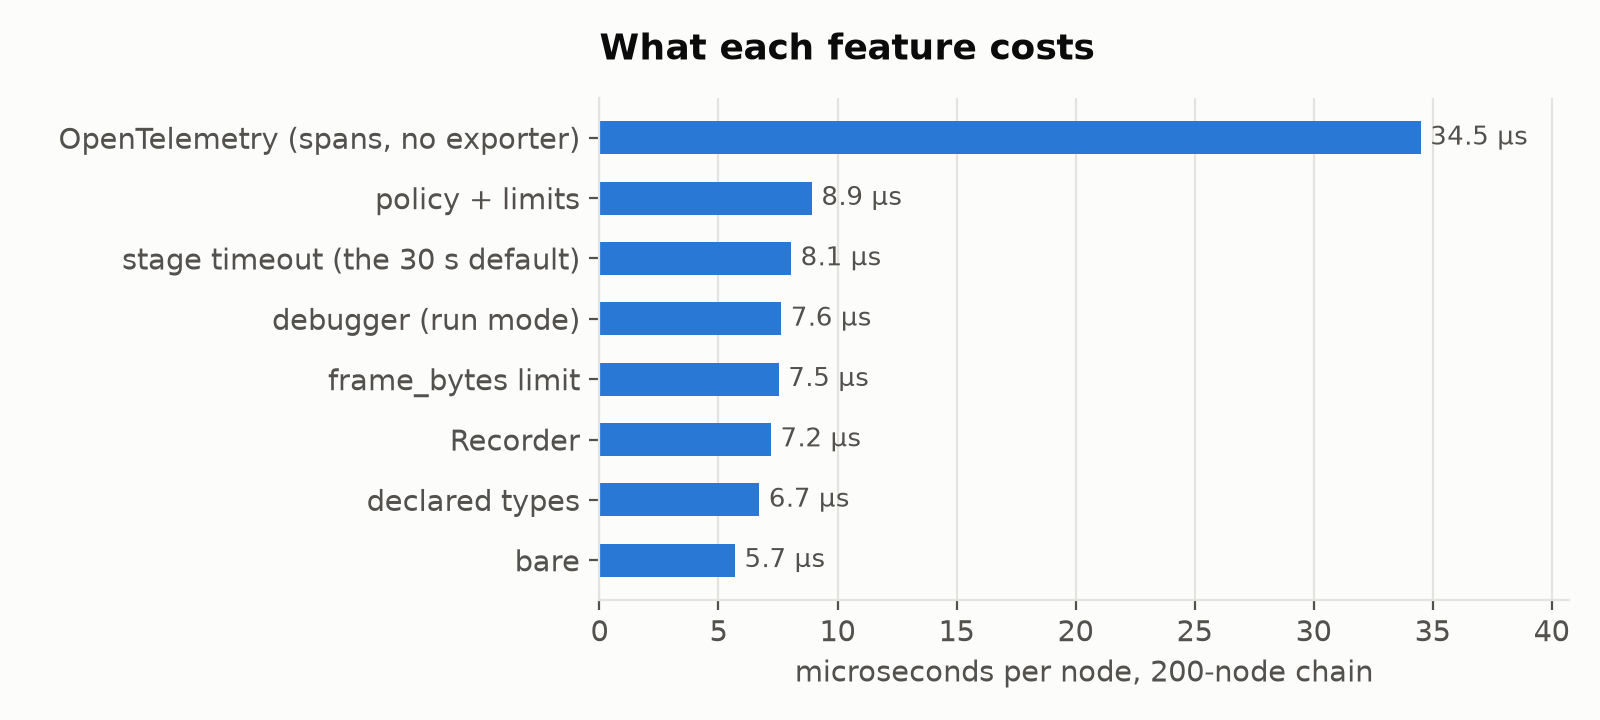 What each feature costs
OpenTelemetry (spans, no exporter) 34.5 µs
policy + limits 8.9 µs
stage timeout (the 30 s default) 8.1 µs
debugger (run mode) 7.6 µs
frame_bytes limit 7.5 µs
Recorder 7.2 µs
declared types 6.7 µs
bare 5.7 µs
0 5 10 15 20 25 30 35 40
microseconds per node, 200-node chain